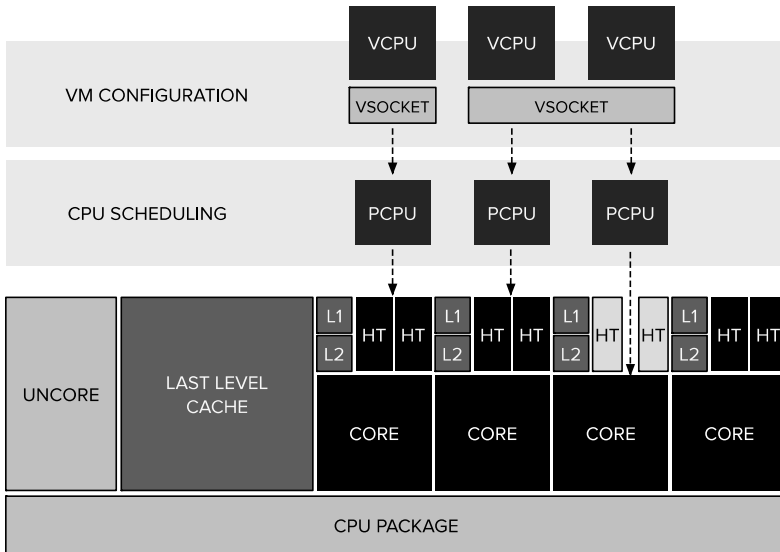 VCPU VCPU VCPU
VM CONFIGURATION
VSOCKET VSOCKET
CPU SCHEDULING
PCPU PCPU PCPU
L1 L1 L1 L1
HT HT HT HT HT HT HT HT
L2 L2 L2 L2
UNCORE
LAST LEVEL
CACHE
CORE CORE CORE CORE
CPU PACKAGE